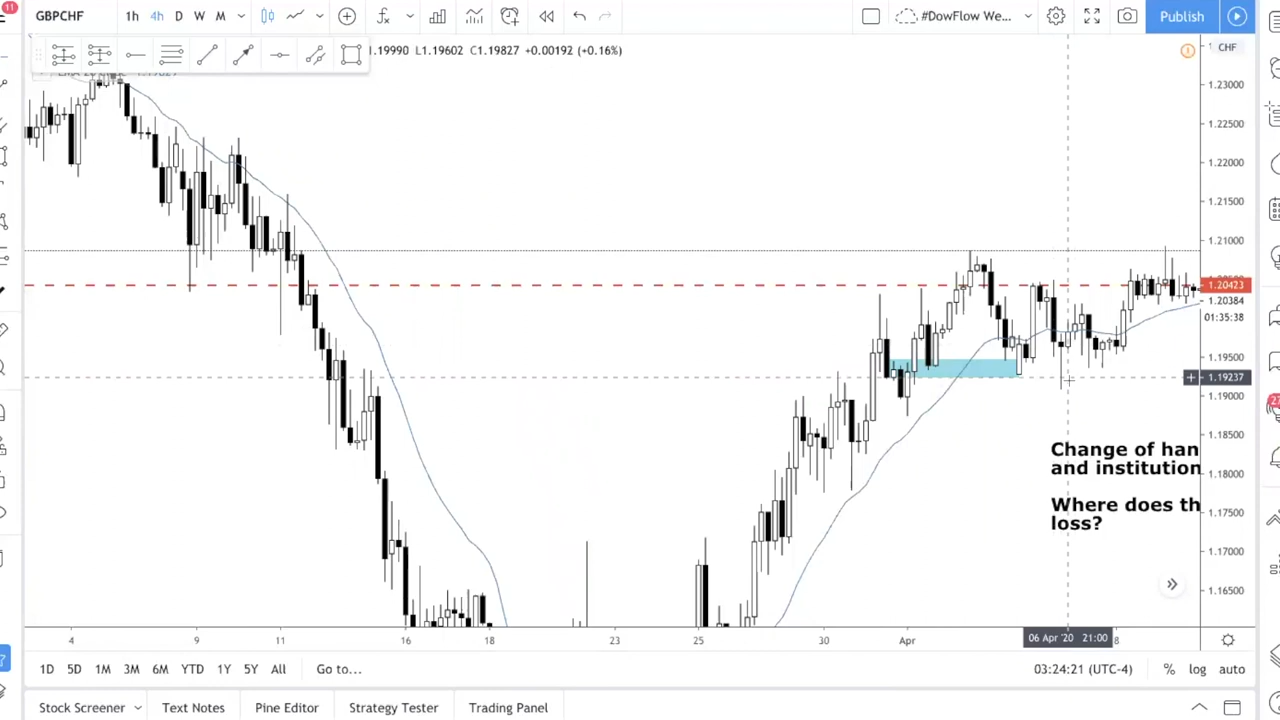 11
GBPCHF 1h 4h D W M #DowFlow We... Publish
1.19990 L1.19602 C1.19827 +0.00192 (+0.16%)
CHF
1.23000
1.22500
1.22000
1.21500
1.21000
1.20423
1.20384
01:35:38
1.19500
1.19237
1.19000
1.18500
1.18000
1.17500
1.17000
1.16500
Change of han
and institution
Where does th
loss?
4 9 11 16 18 23 25 30 Apr 06 Apr '20 21:00 8
1D 5D 1M 3M 6M YTD 1Y 5Y All Go to... 03:24:21 (UTC-4) % log auto
Stock Screener Text Notes Pine Editor Strategy Tester Trading Panel